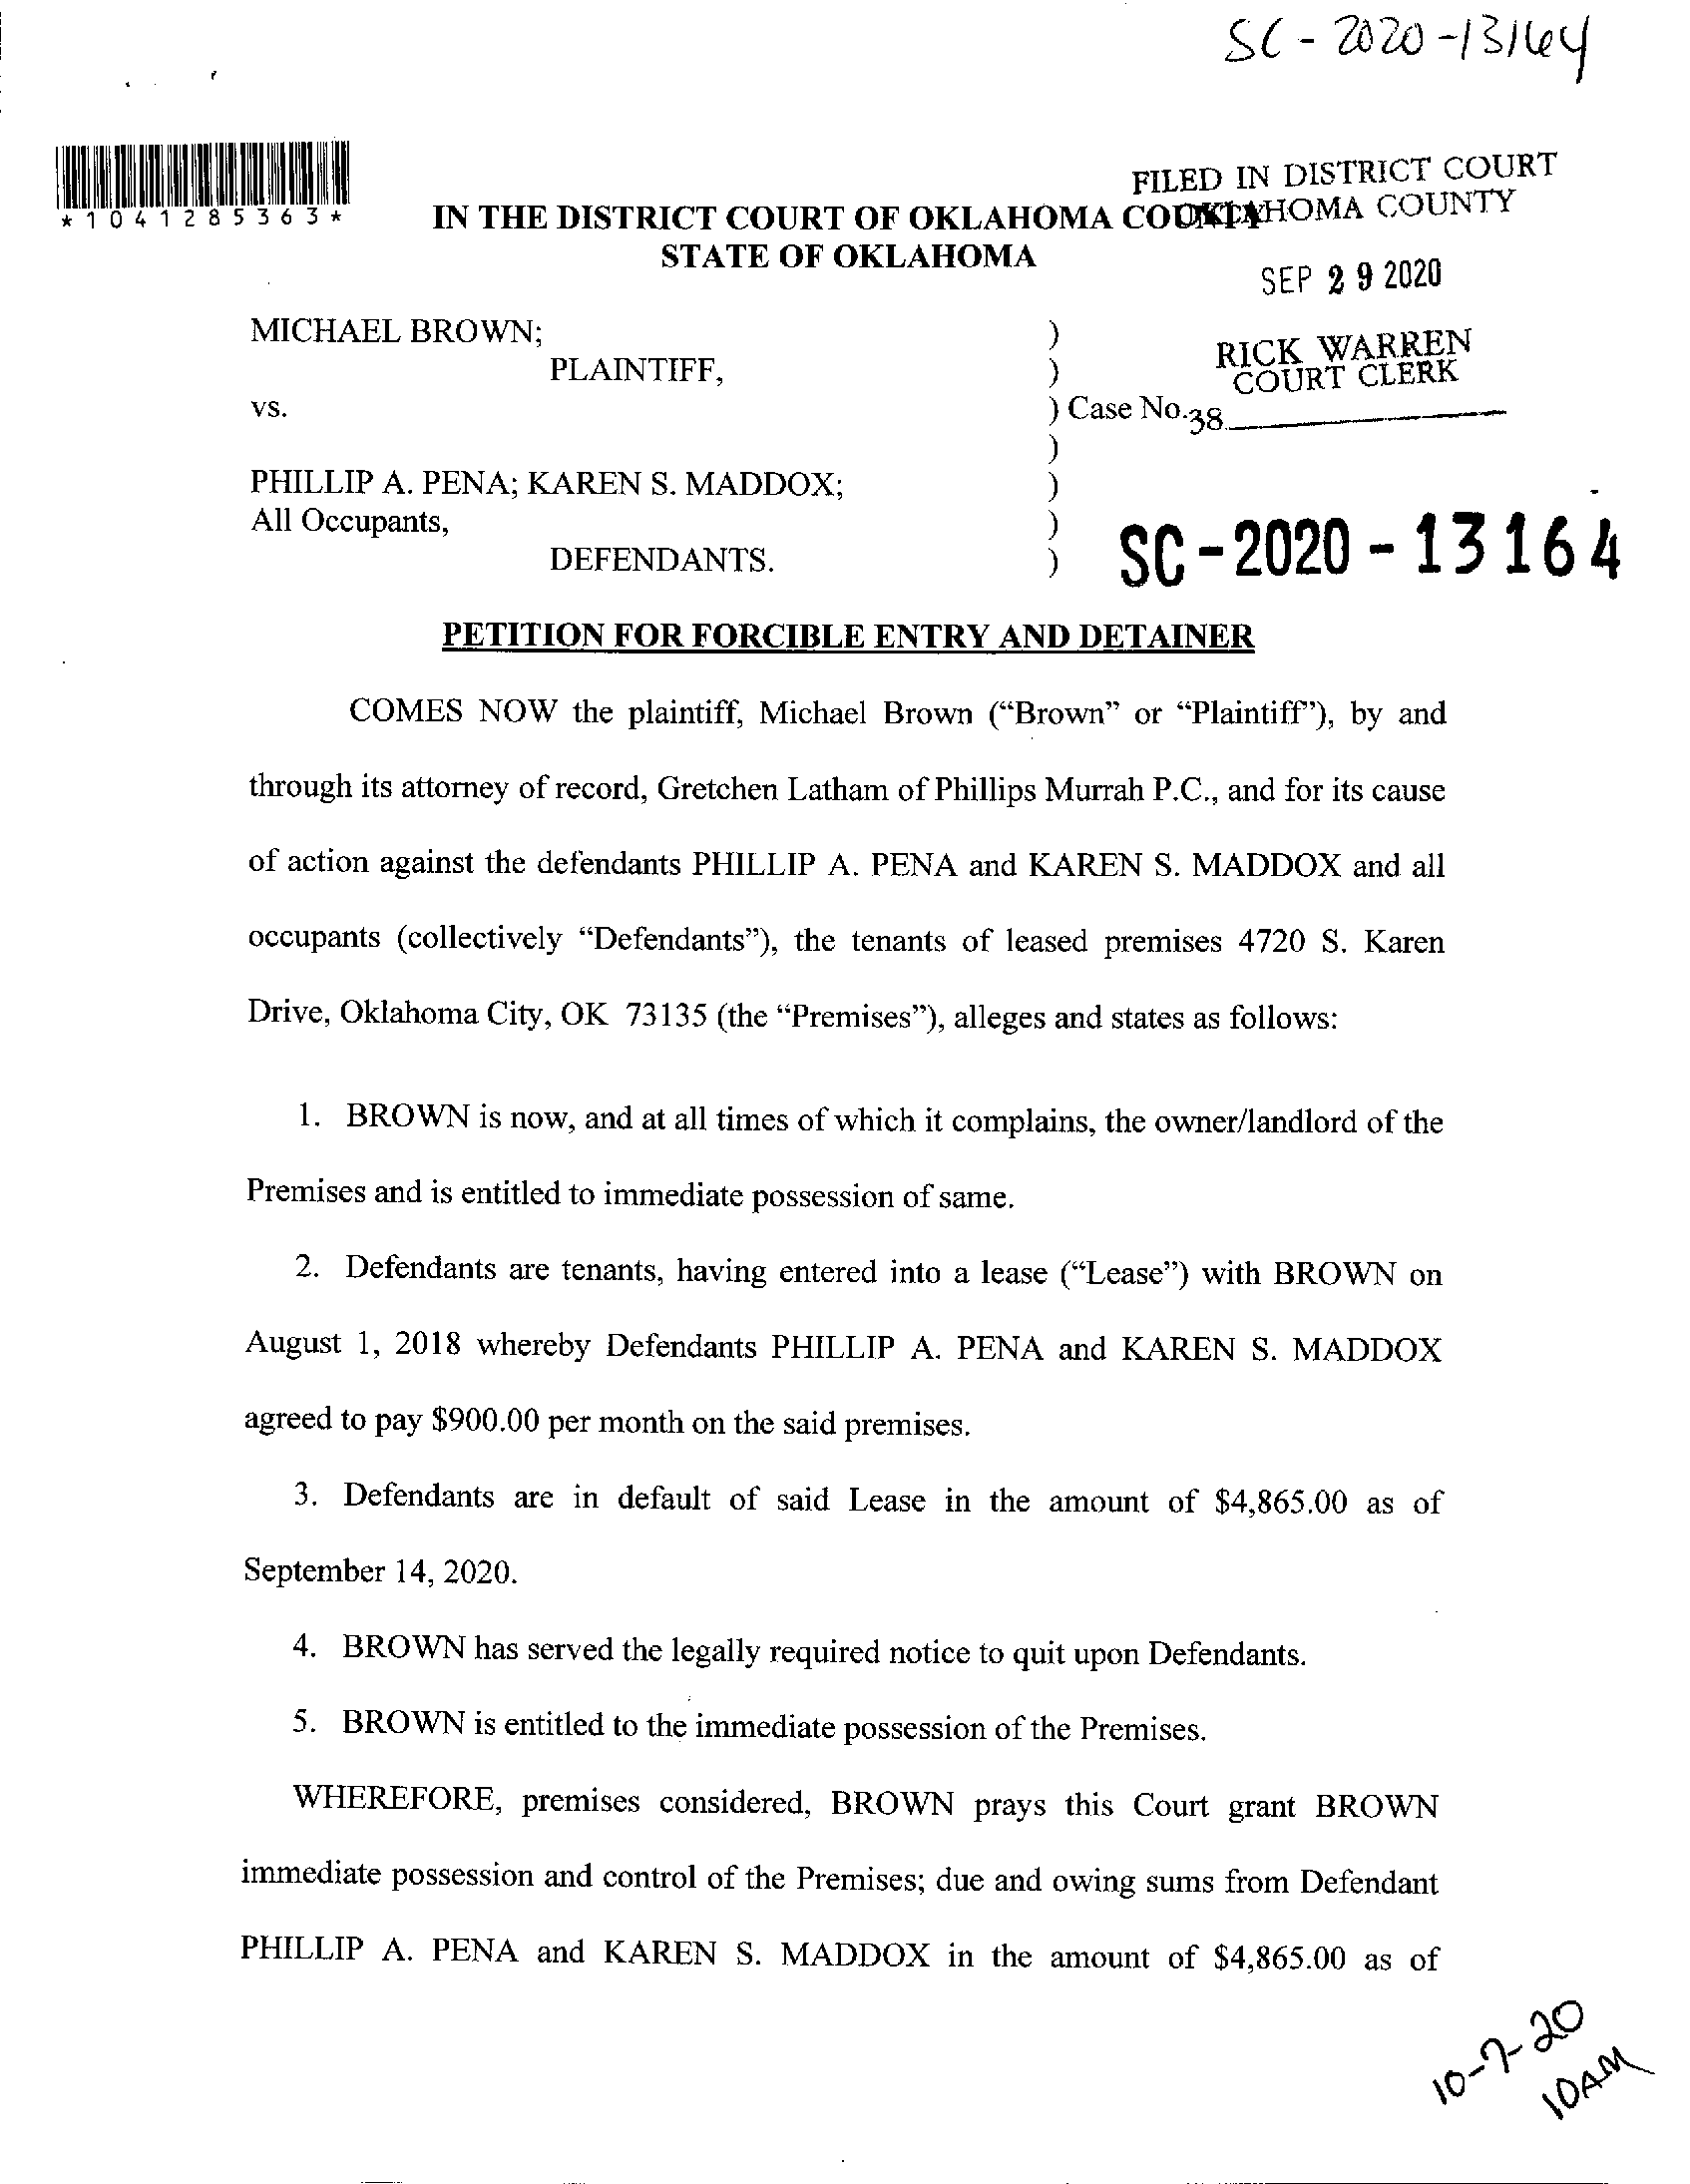 SC-2020-13164
*1041285363*
FILED IN DISTRICT COURT
OKLAHOMA COUNTY
IN THE DISTRICT COURT OF OKLAHOMA COUNTY
STATE OF OKLAHOMA
SEP 29 2020
MICHAEL BROWN; )
PLAINTIFF, )
RICK WARREN
COURT CLERK
vs. ) Case No.
38
)
PHILLIP A. PENA; KAREN S. MADDOX; )
All Occupants, )
DEFENDANTS. )
SC-2020-13164
PETITION FOR FORCIBLE ENTRY AND DETAINER
COMES NOW the plaintiff, Michael Brown (“Brown” or “Plaintiff”), by and
through its attorney of record, Gretchen Latham of Phillips Murrah P.C., and for its cause
of action against the defendants PHILLIP A. PENA and KAREN S. MADDOX and all
occupants (collectively “Defendants”), the tenants of leased premises 4720 S. Karen
Drive, Oklahoma City, OK 73135 (the “Premises”), alleges and states as follows:
1. BROWN is now, and at all times of which it complains, the owner/landlord of the
Premises and is entitled to immediate possession of same.
2. Defendants are tenants, having entered into a lease (“Lease”) with BROWN on
August 1, 2018 whereby Defendants PHILLIP A. PENA and KAREN S. MADDOX
agreed to pay $900.00 per month on the said premises.
3. Defendants are in default of said Lease in the amount of $4,865.00 as of
September 14, 2020.
4. BROWN has served the legally required notice to quit upon Defendants.
5. BROWN is entitled to the immediate possession of the Premises.
WHEREFORE, premises considered, BROWN prays this Court grant BROWN
immediate possession and control of the Premises; due and owing sums from Defendant
PHILLIP A. PENA and KAREN S. MADDOX in the amount of $4,865.00 as of
10-7-20
10AM